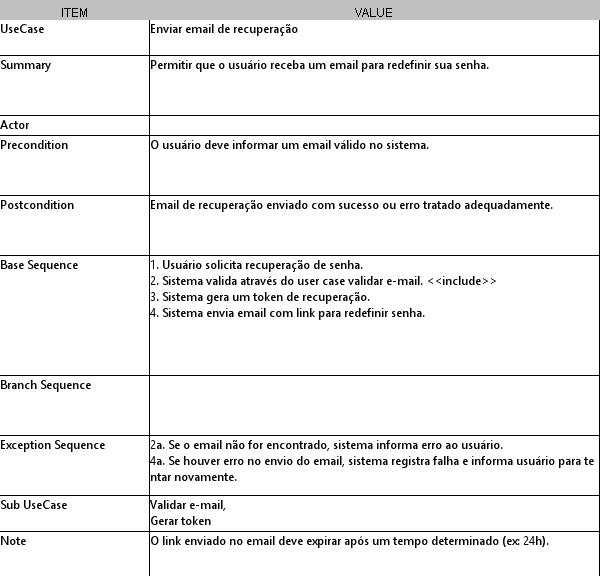 ITEM VALUE
UseCase Enviar email de recuperação
Summary Permitir que o usuário receba um email para redefinir sua senha.
Actor
Precondition O usuário deve informar um email válido no sistema.
Postcondition Email de recuperação enviado com sucesso ou erro tratado adequadamente.
Base Sequence 1. Usuário solicita recuperação de senha.
2. Sistema valida através do user case validar e-mail. <<include>>
3. Sistema gera um token de recuperação.
4. Sistema envia email com link para redefinir senha.
Branch Sequence
Exception Sequence 2a. Se o email não for encontrado, sistema informa erro ao usuário.
4a. Se houver erro no envio do email, sistema registra falha e informa usuário para te
ntar novamente.
Sub UseCase Validar e-mail,
Gerar token
Note O link enviado no email deve expirar após um tempo determinado (ex: 24h).